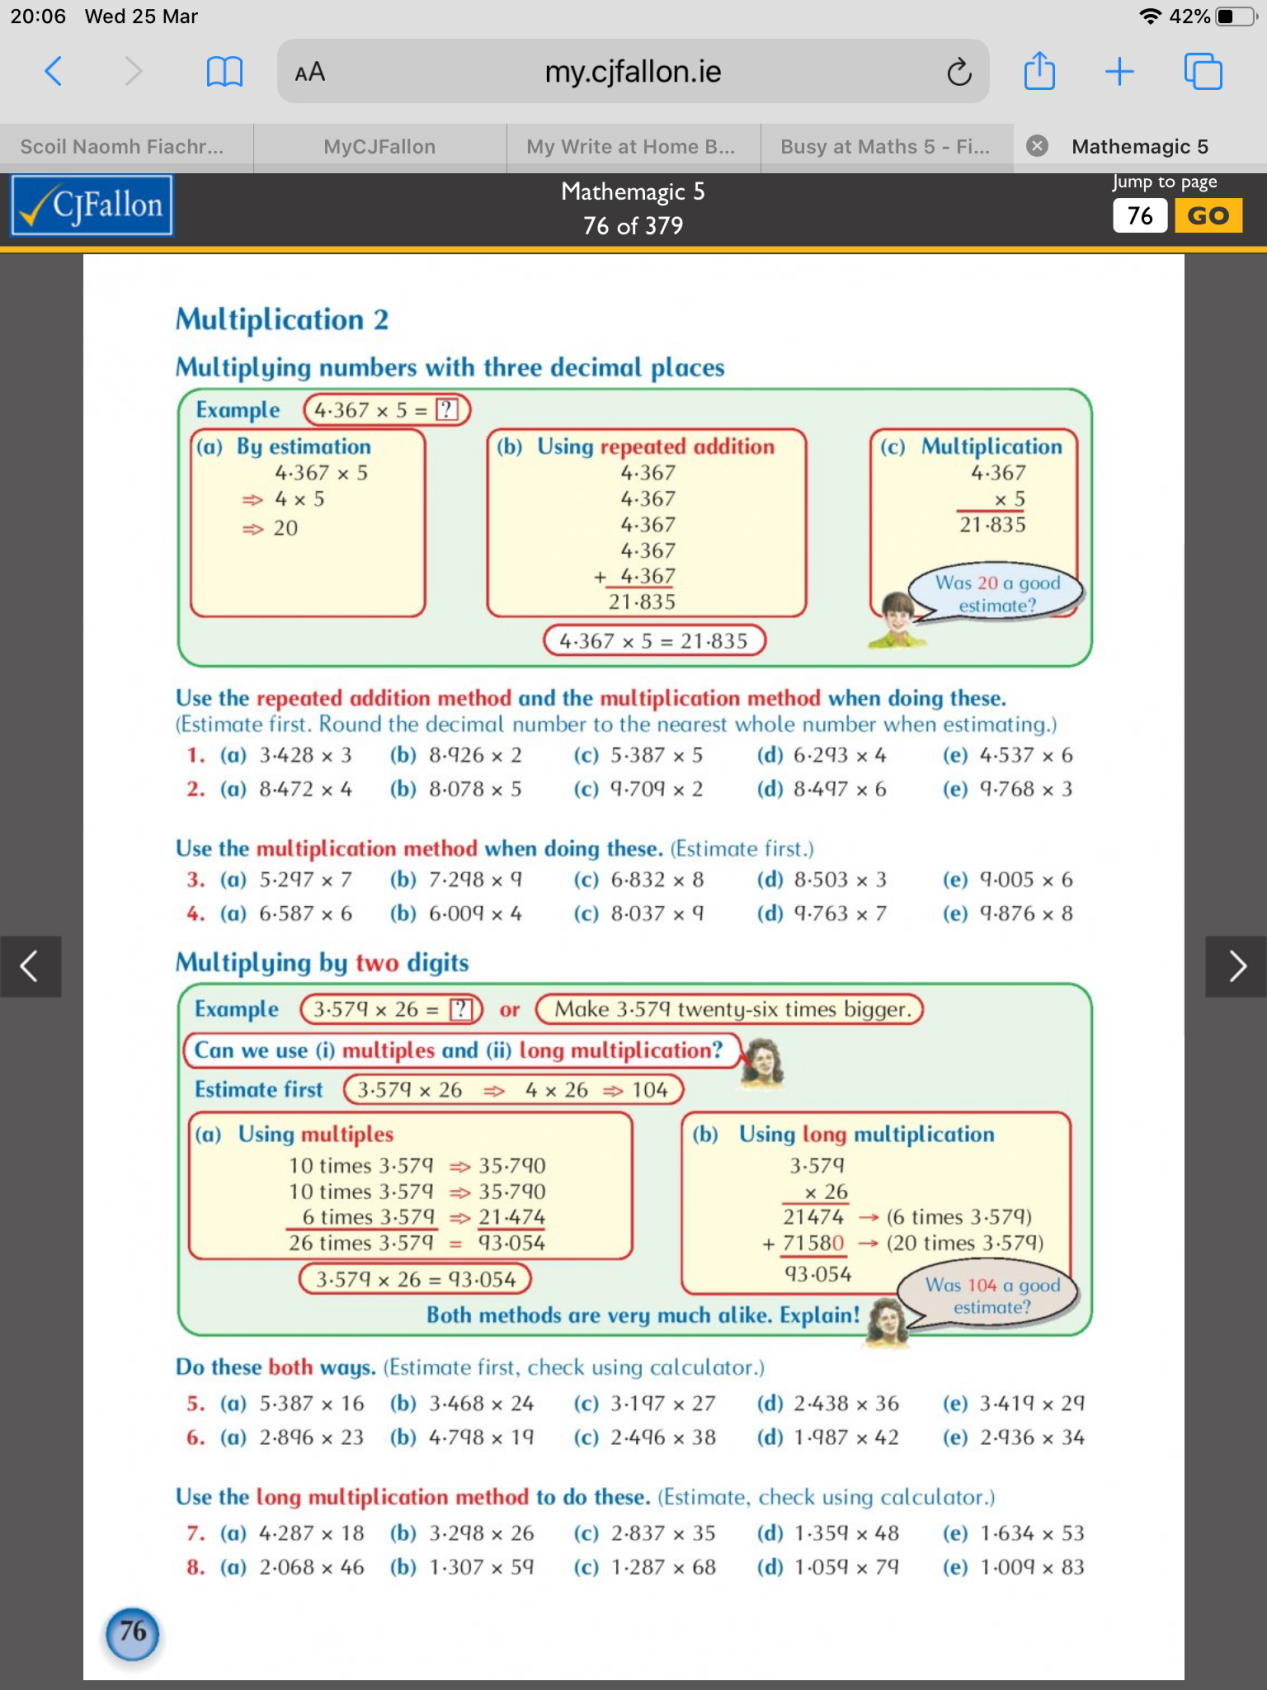 20:06 Wed 25 Mar 42%
AA my.cjfallon.ie
Scoil Naomh Fiachr... MyCJFallon My Write at Home B... Busy at Maths 5 - Fi... Mathemagic 5
CJFallon Mathemagic 5 Jump to page
76 of 379 76 GO
Multiplication 2
Multiplying numbers with three decimal places
Example 4·367 × 5 = ?
(a) By estimation
4·367 × 5
⇒ 4 × 5
⇒ 20
(b) Using repeated addition
4·367
4·367
4·367
4·367
+ 4·367
21·835
(c) Multiplication
4·367
× 5
21·835
Was 20 a good
estimate?
4·367 × 5 = 21·835
Use the repeated addition method and the multiplication method when doing these.
(Estimate first. Round the decimal number to the nearest whole number when estimating.)
1. (a) 3·428 × 3 (b) 8·926 × 2 (c) 5·387 × 5 (d) 6·293 × 4 (e) 4·537 × 6
2. (a) 8·472 × 4 (b) 8·078 × 5 (c) 9·709 × 2 (d) 8·497 × 6 (e) 9·768 × 3
Use the multiplication method when doing these. (Estimate first.)
3. (a) 5·297 × 7 (b) 7·298 × 9 (c) 6·832 × 8 (d) 8·503 × 3 (e) 9·005 × 6
4. (a) 6·587 × 6 (b) 6·009 × 4 (c) 8·037 × 9 (d) 9·763 × 7 (e) 9·876 × 8
Multiplying by two digits
Example 3·579 × 26 = ? or Make 3·579 twenty-six times bigger.
Can we use (i) multiples and (ii) long multiplication?
Estimate first 3·579 × 26 ⇒ 4 × 26 ⇒ 104
(a) Using multiples
10 times 3·579 ⇒ 35·790
10 times 3·579 ⇒ 35·790
6 times 3·579 ⇒ 21·474
26 times 3·579 = 93·054
3·579 × 26 = 93·054
(b) Using long multiplication
3·579
× 26
21474 → (6 times 3·579)
+ 71580 → (20 times 3·579)
93·054
Was 104 a good
estimate?
Both methods are very much alike. Explain!
Do these both ways. (Estimate first, check using calculator.)
5. (a) 5·387 × 16 (b) 3·468 × 24 (c) 3·197 × 27 (d) 2·438 × 36 (e) 3·419 × 29
6. (a) 2·896 × 23 (b) 4·798 × 19 (c) 2·496 × 38 (d) 1·987 × 42 (e) 2·936 × 34
Use the long multiplication method to do these. (Estimate, check using calculator.)
7. (a) 4·287 × 18 (b) 3·298 × 26 (c) 2·837 × 35 (d) 1·359 × 48 (e) 1·634 × 53
8. (a) 2·068 × 46 (b) 1·307 × 59 (c) 1·287 × 68 (d) 1·059 × 79 (e) 1·009 × 83
76